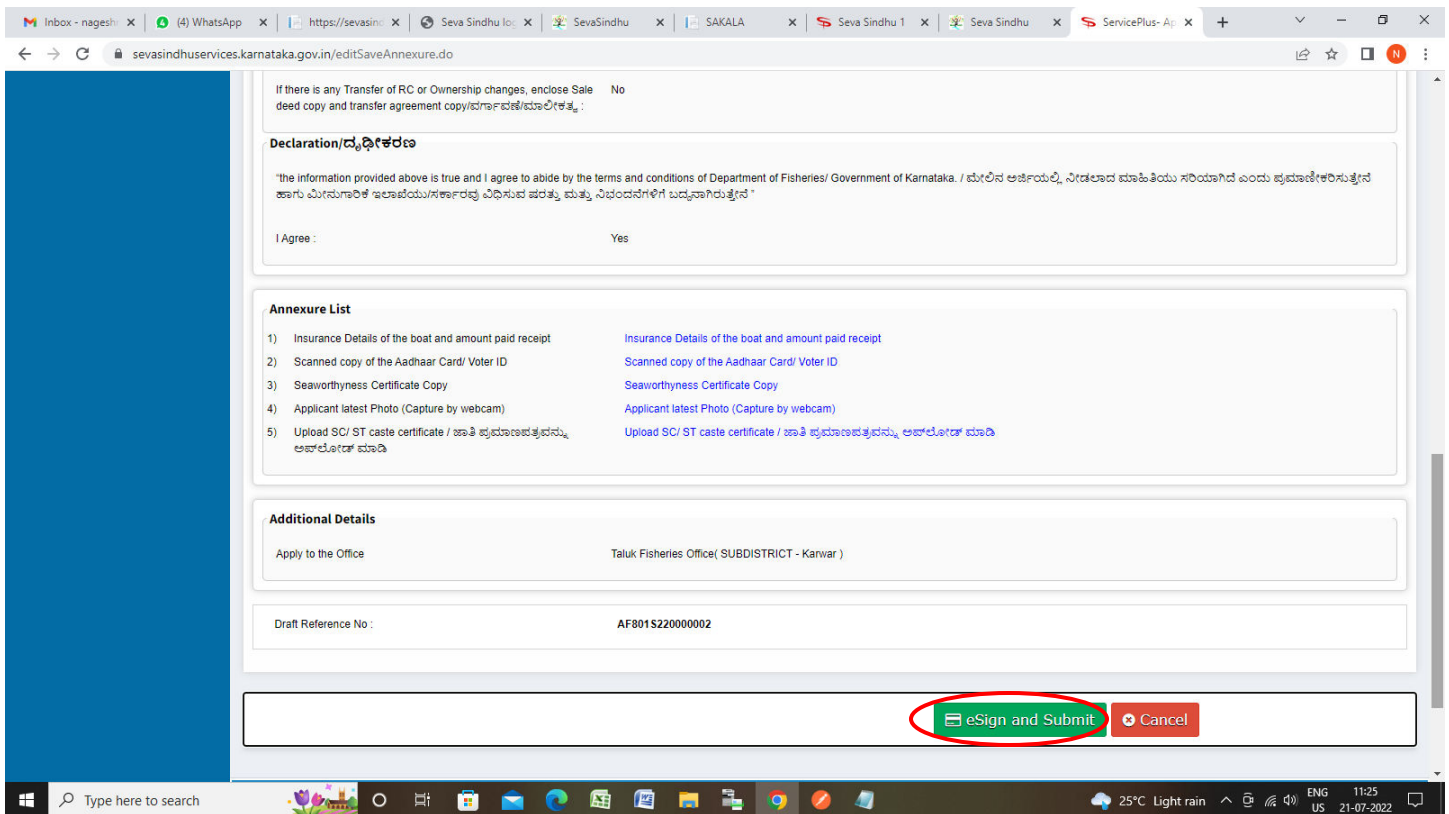 Inbox - nagesh
(4) WhatsApp
https://sevasind
Seva Sindhu log
SevaSindhu
SAKALA
Seva Sindhu 1
Seva Sindhu
ServicePlus- Ap
sevasindhuservices.karnataka.gov.in/editSaveAnnexure.do
N
If there is any Transfer of RC or Ownership changes, enclose Sale No
deed copy and transfer agreement copy/ವರ್ಗಾವಣೆ/ಮಾಲೀಕತ್ವ :
Declaration/ದೃಢೀಕರಣ
"the information provided above is true and I agree to abide by the terms and conditions of Department of Fisheries/ Government of Karnataka. / ಮೇಲಿನ ಅರ್ಜಿಯಲ್ಲಿ ನೀಡಲಾದ ಮಾಹಿತಿಯು ಸರಿಯಾಗಿದೆ ಎಂದು ಪ್ರಮಾಣೀಕರಿಸುತ್ತೇನೆ
ಹಾಗು ಮೀನುಗಾರಿಕೆ ಇಲಾಖೆಯು/ಸರ್ಕಾರವು ವಿಧಿಸುವ ಷರತ್ತು ಮತ್ತು ನಿಭಂದನೆಗಳಿಗೆ ಬದ್ಧನಾಗಿರುತ್ತೇನೆ "
I Agree : Yes
Annexure List
1) Insurance Details of the boat and amount paid receipt Insurance Details of the boat and amount paid receipt
2) Scanned copy of the Aadhaar Card/ Voter ID Scanned copy of the Aadhaar Card/ Voter ID
3) Seaworthyness Certificate Copy Seaworthyness Certificate Copy
4) Applicant latest Photo (Capture by webcam) Applicant latest Photo (Capture by webcam)
5) Upload SC/ ST caste certificate / ಜಾತಿ ಪ್ರಮಾಣಪತ್ರವನ್ನು Upload SC/ ST caste certificate / ಜಾತಿ ಪ್ರಮಾಣಪತ್ರವನ್ನು ಅಪ್‌ಲೋಡ್ ಮಾಡಿ
ಅಪ್‌ಲೋಡ್ ಮಾಡಿ
Additional Details
Apply to the Office Taluk Fisheries Office( SUBDISTRICT - Karwar )
Draft Reference No : AF801S220000002
eSign and Submit Cancel
Type here to search
25°C Light rain
ENG
US
11:25
21-07-2022